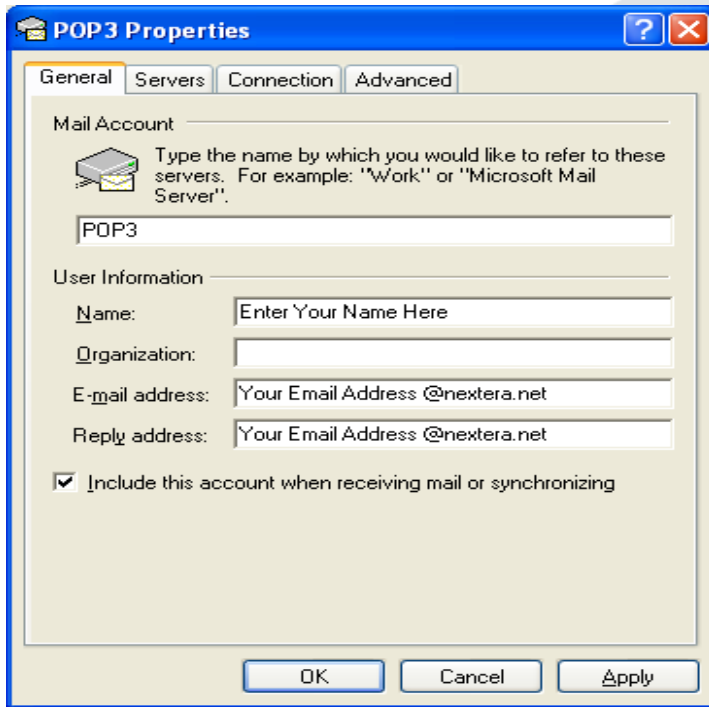 POP3 Properties
General Servers Connection Advanced
Mail Account
Type the name by which you would like to refer to these
servers. For example: "Work" or "Microsoft Mail
Server".
POP3
User Information
Name: Enter Your Name Here
Organization:
E-mail address: Your Email Address @nextera.net
Reply address: Your Email Address @nextera.net
Include this account when receiving mail or synchronizing
OK Cancel Apply